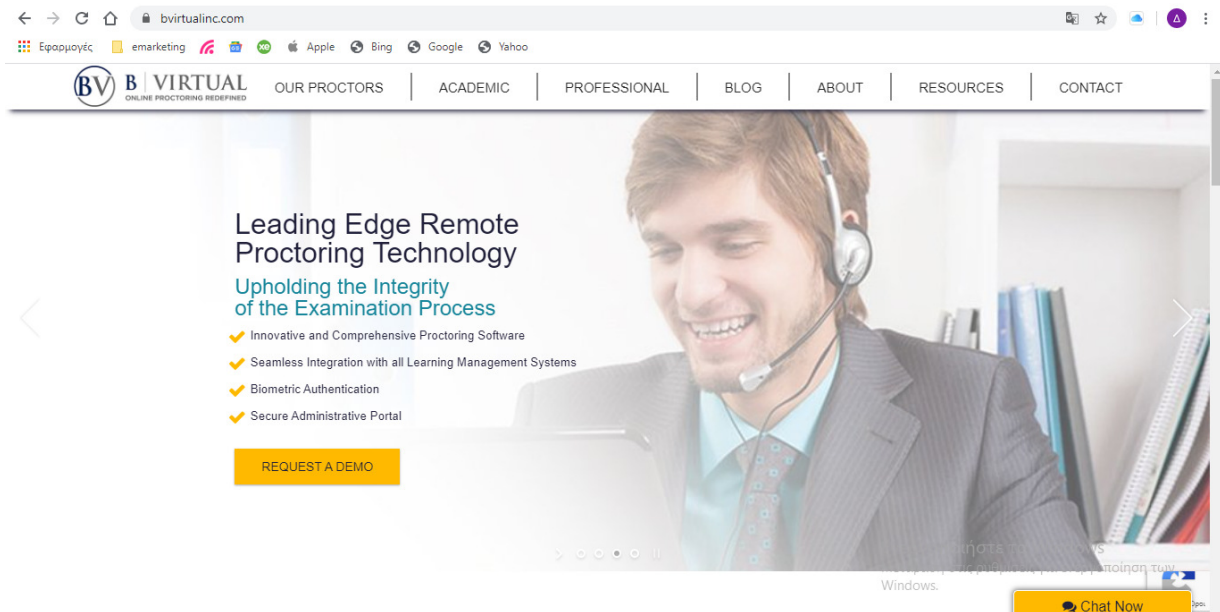 bvirtualinc.com
Εφαρμογές emarketing Apple Bing Google Yahoo
BV B VIRTUAL
ONLINE PROCTORING REDEFINED
OUR PROCTORS ACADEMIC PROFESSIONAL BLOG ABOUT RESOURCES CONTACT
Leading Edge Remote
Proctoring Technology
Upholding the Integrity
of the Examination Process
Innovative and Comprehensive Proctoring Software
Seamless Integration with all Learning Management Systems
Biometric Authentication
Secure Administrative Portal
REQUEST A DEMO
των
Windows.
Chat Now